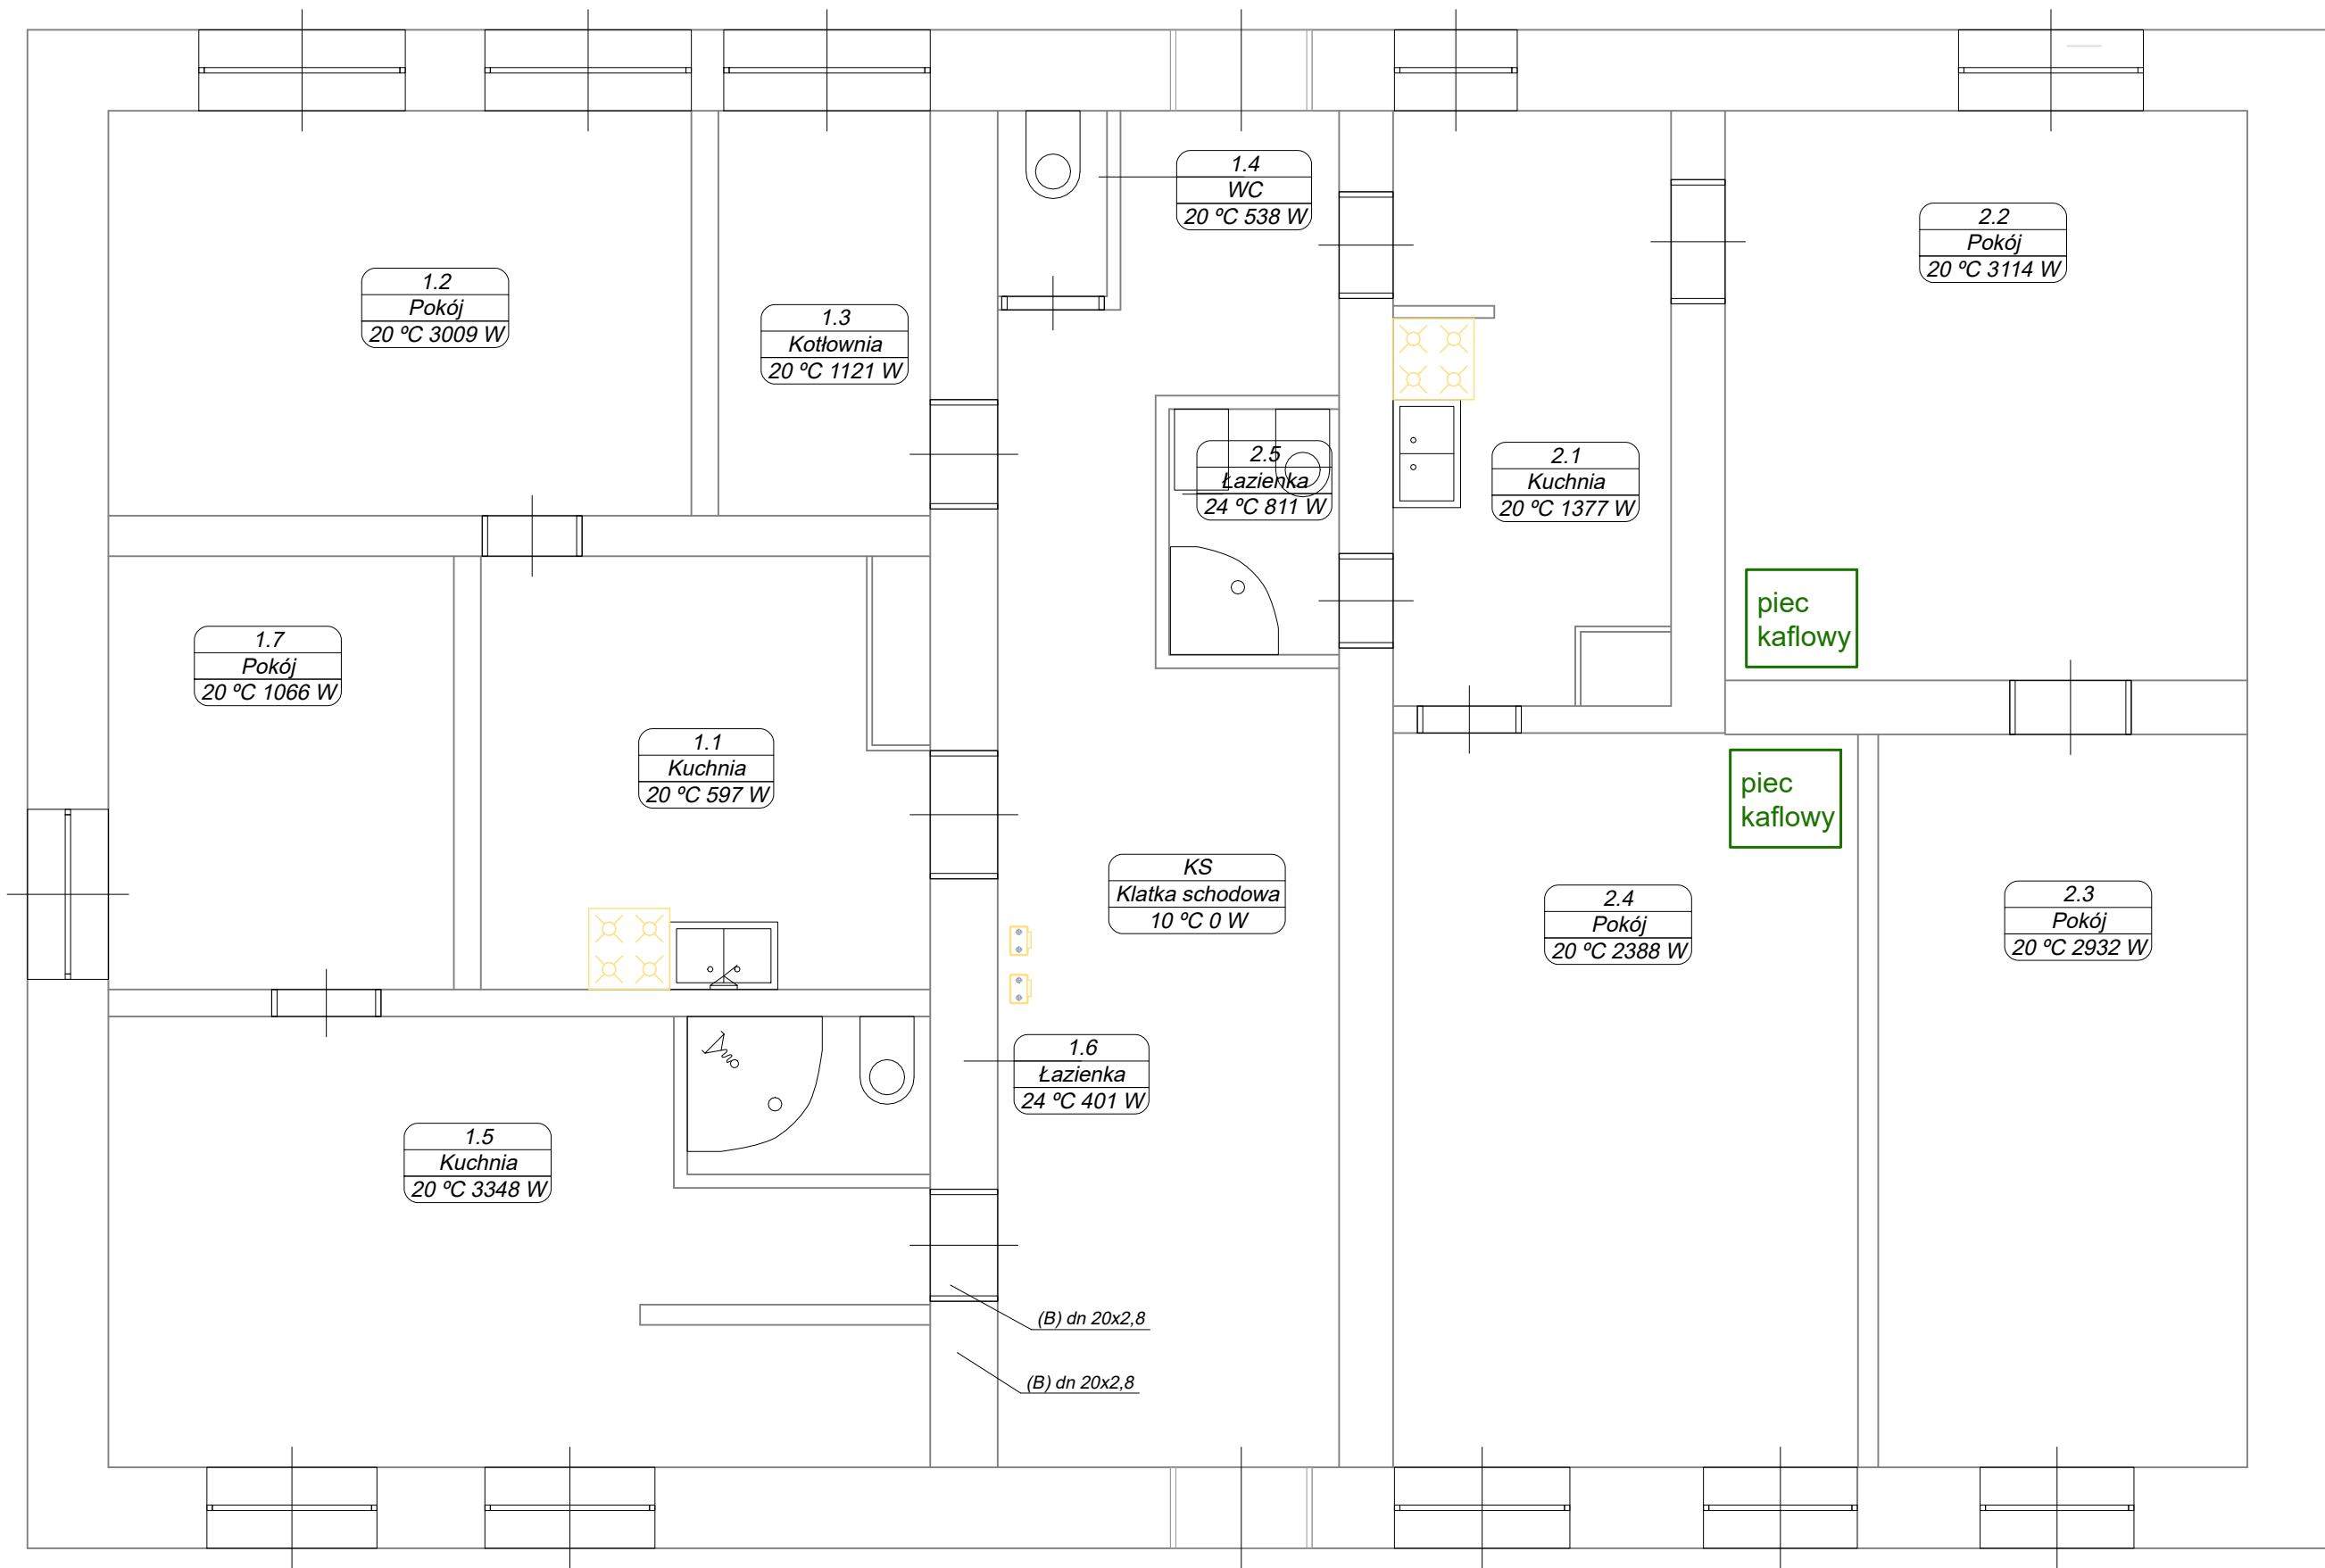 1.4
WC
20 ºC 538 W
2.2
Pokój
20 ºC 3114 W
1.2
Pokój
20 ºC 3009 W
1.3
Kotłownia
20 ºC 1121 W
2.5
Łazienka
24 ºC 811 W
2.1
Kuchnia
20 ºC 1377 W
piec
kaflowy
1.7
Pokój
20 ºC 1066 W
1.1
Kuchnia
20 ºC 597 W
piec
kaflowy
KS
Klatka schodowa
10 ºC 0 W
2.4
Pokój
20 ºC 2388 W
2.3
Pokój
20 ºC 2932 W
1.6
Łazienka
24 ºC 401 W
1.5
Kuchnia
20 ºC 3348 W
(B) dn 20x2,8
(B) dn 20x2,8